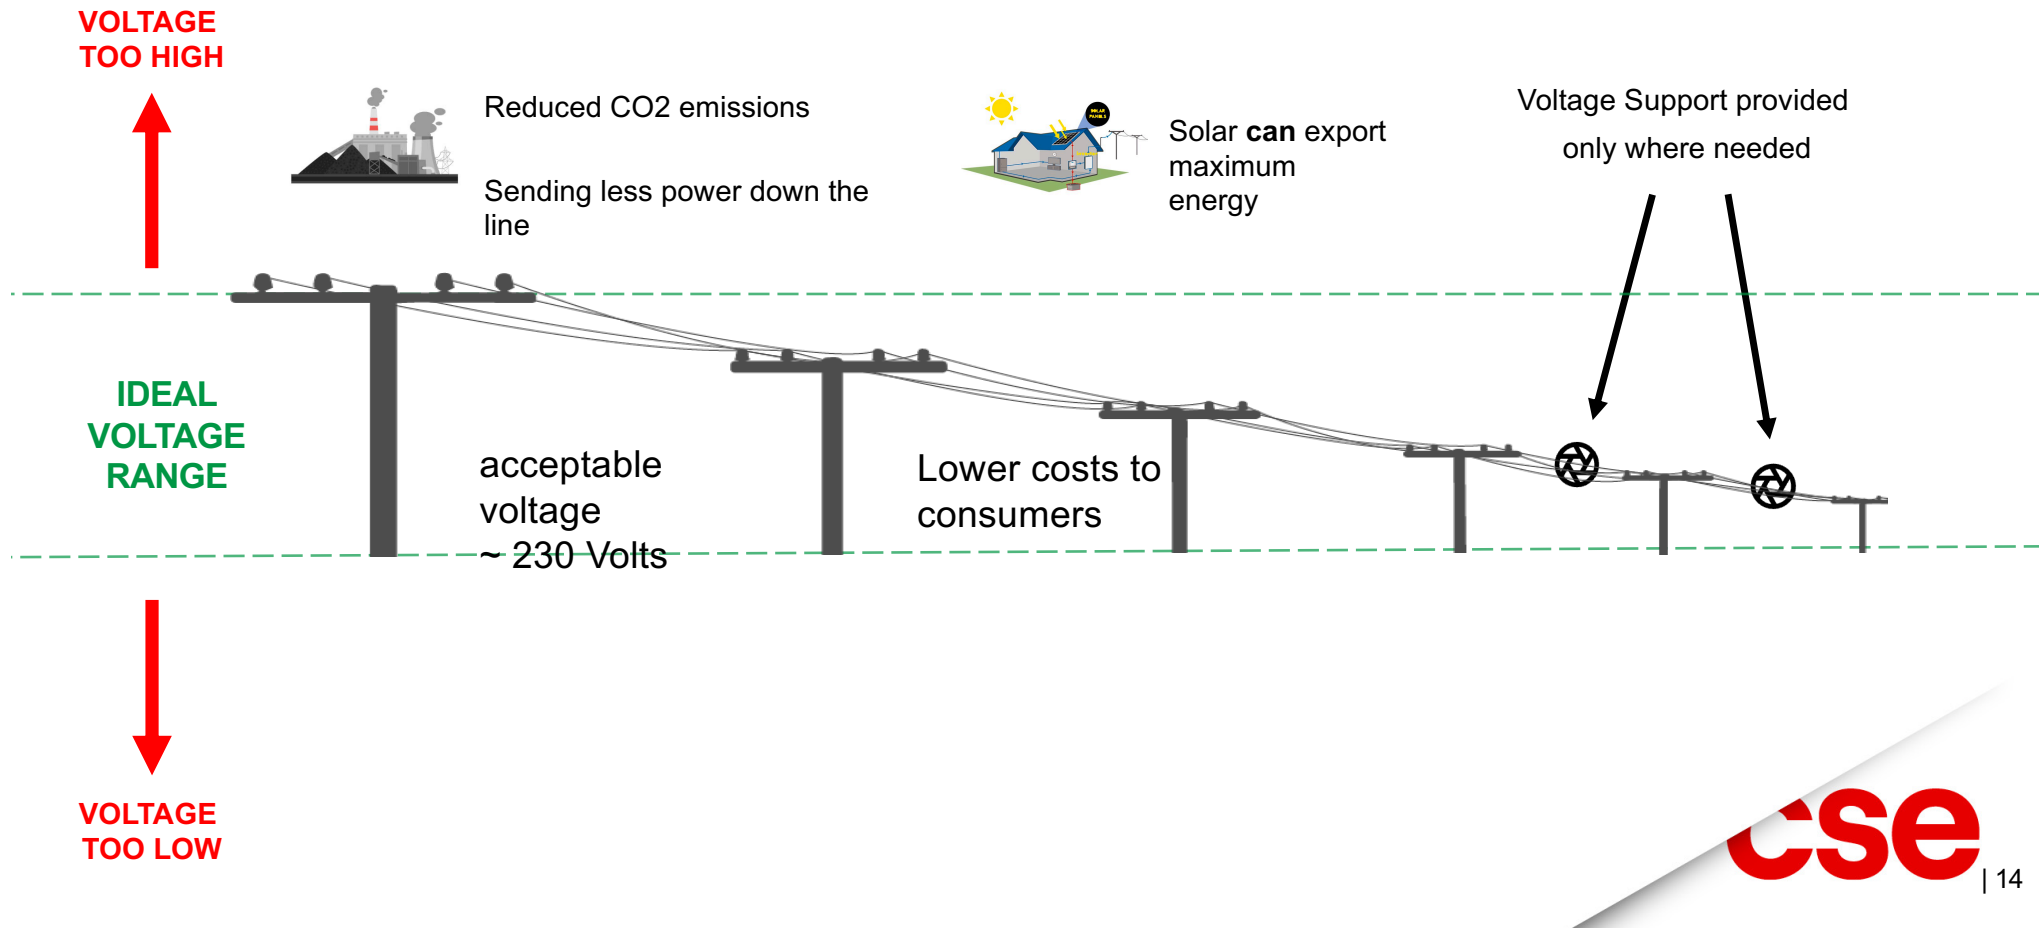 VOLTAGE
TOO HIGH
Reduced CO2 emissions
Sending less power down the
line
SOLAR
PANELS
Solar can export
maximum
energy
Voltage Support provided
only where needed
IDEAL
VOLTAGE
RANGE
acceptable
voltage
~ 230 Volts
Lower costs to
consumers
VOLTAGE
TOO LOW
cse
| 14